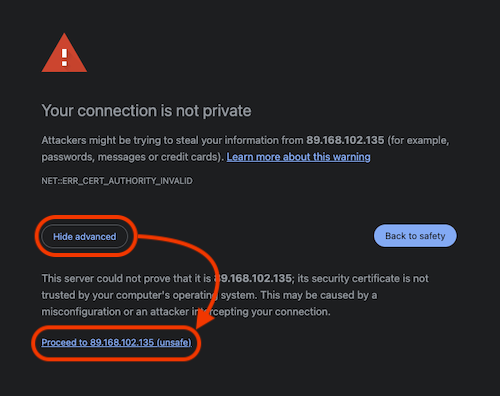 Your connection is not private
Attackers might be trying to steal your information from 89.168.102.135 (for example,
passwords, messages or credit cards). Learn more about this warning
NET::ERR_CERT_AUTHORITY_INVALID
Hide advanced
Back to safety
This server could not prove that it is 89.168.102.135; its security certificate is not
trusted by your computer's operating system. This may be caused by a
misconfiguration or an attacker intercepting your connection.
Proceed to 89.168.102.135 (unsafe)